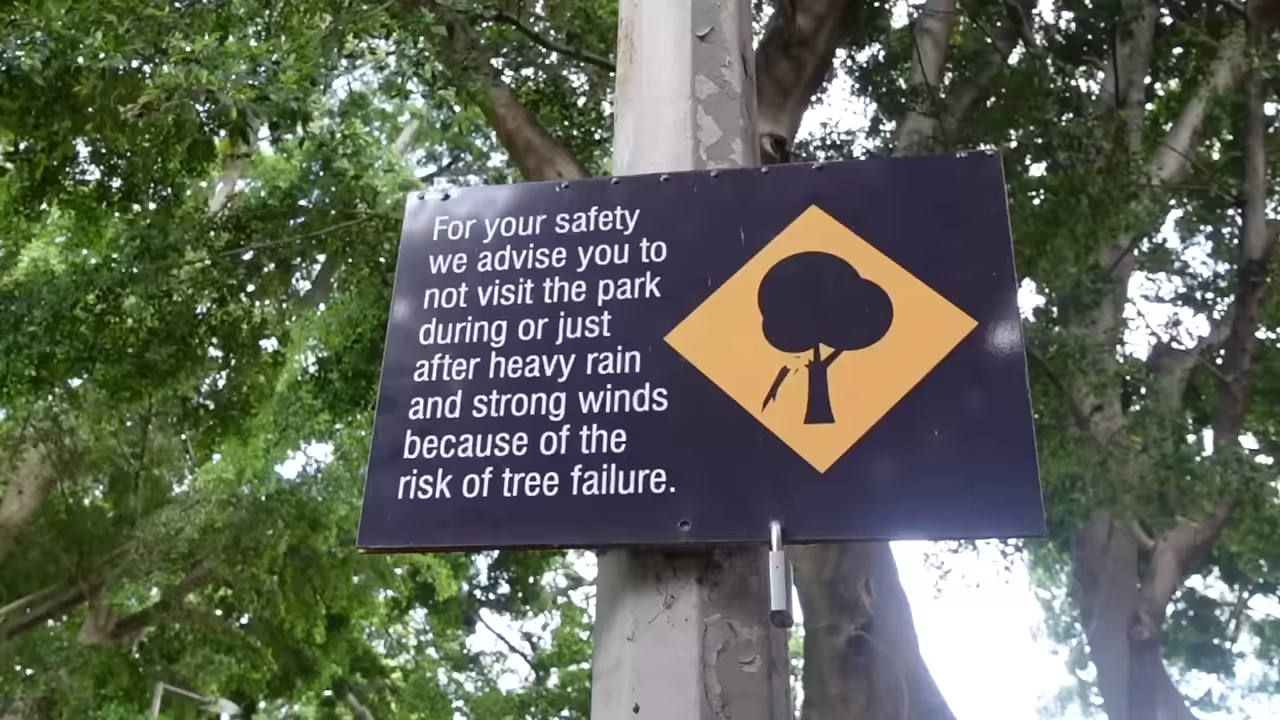 For your safety
we advise you to
not visit the park
during or just
after heavy rain
and strong winds
because of the
risk of tree failure.